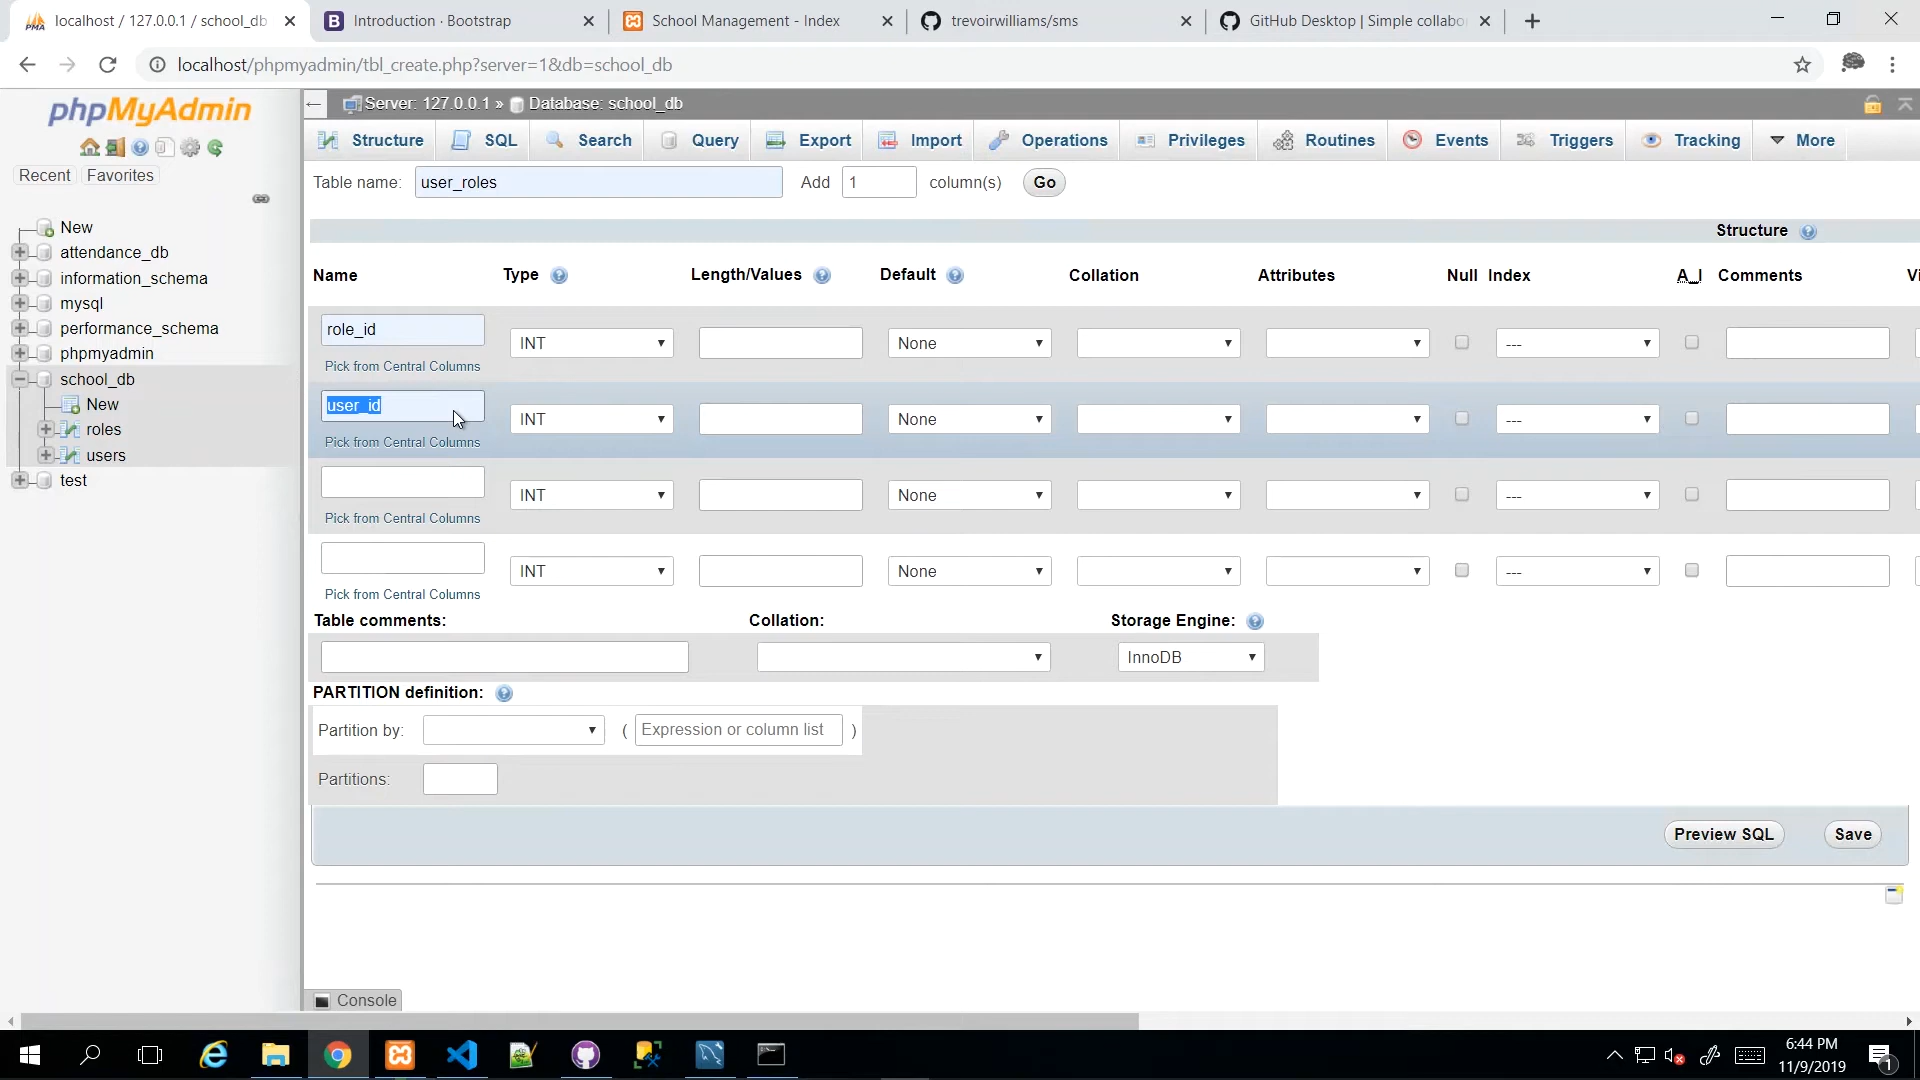 localhost / 127.0.0.1 / school_db
Introduction · Bootstrap
School Management - Index
trevoirwilliams/sms
GitHub Desktop | Simple collabo
localhost/phpmyadmin/tbl_create.php?server=1&db=school_db
phpMyAdmin
Server: 127.0.0.1 » Database: school_db
Structure SQL Search Query Export Import Operations Privileges Routines Events Triggers Tracking More
Recent Favorites
Table name: user_roles Add 1 column(s) Go
New
attendance_db
information_schema
mysql
performance_schema
phpmyadmin
school_db
New
roles
users
test
Structure
Name Type Length/Values Default Collation Attributes Null Index A_I Comments Vi
role_id INT None ---
Pick from Central Columns
user_id INT None ---
Pick from Central Columns
INT None ---
Pick from Central Columns
INT None ---
Pick from Central Columns
Table comments: Collation: Storage Engine:
InnoDB
PARTITION definition:
Partition by: ( Expression or column list )
Partitions:
Preview SQL Save
Console
6:44 PM
11/9/2019
1